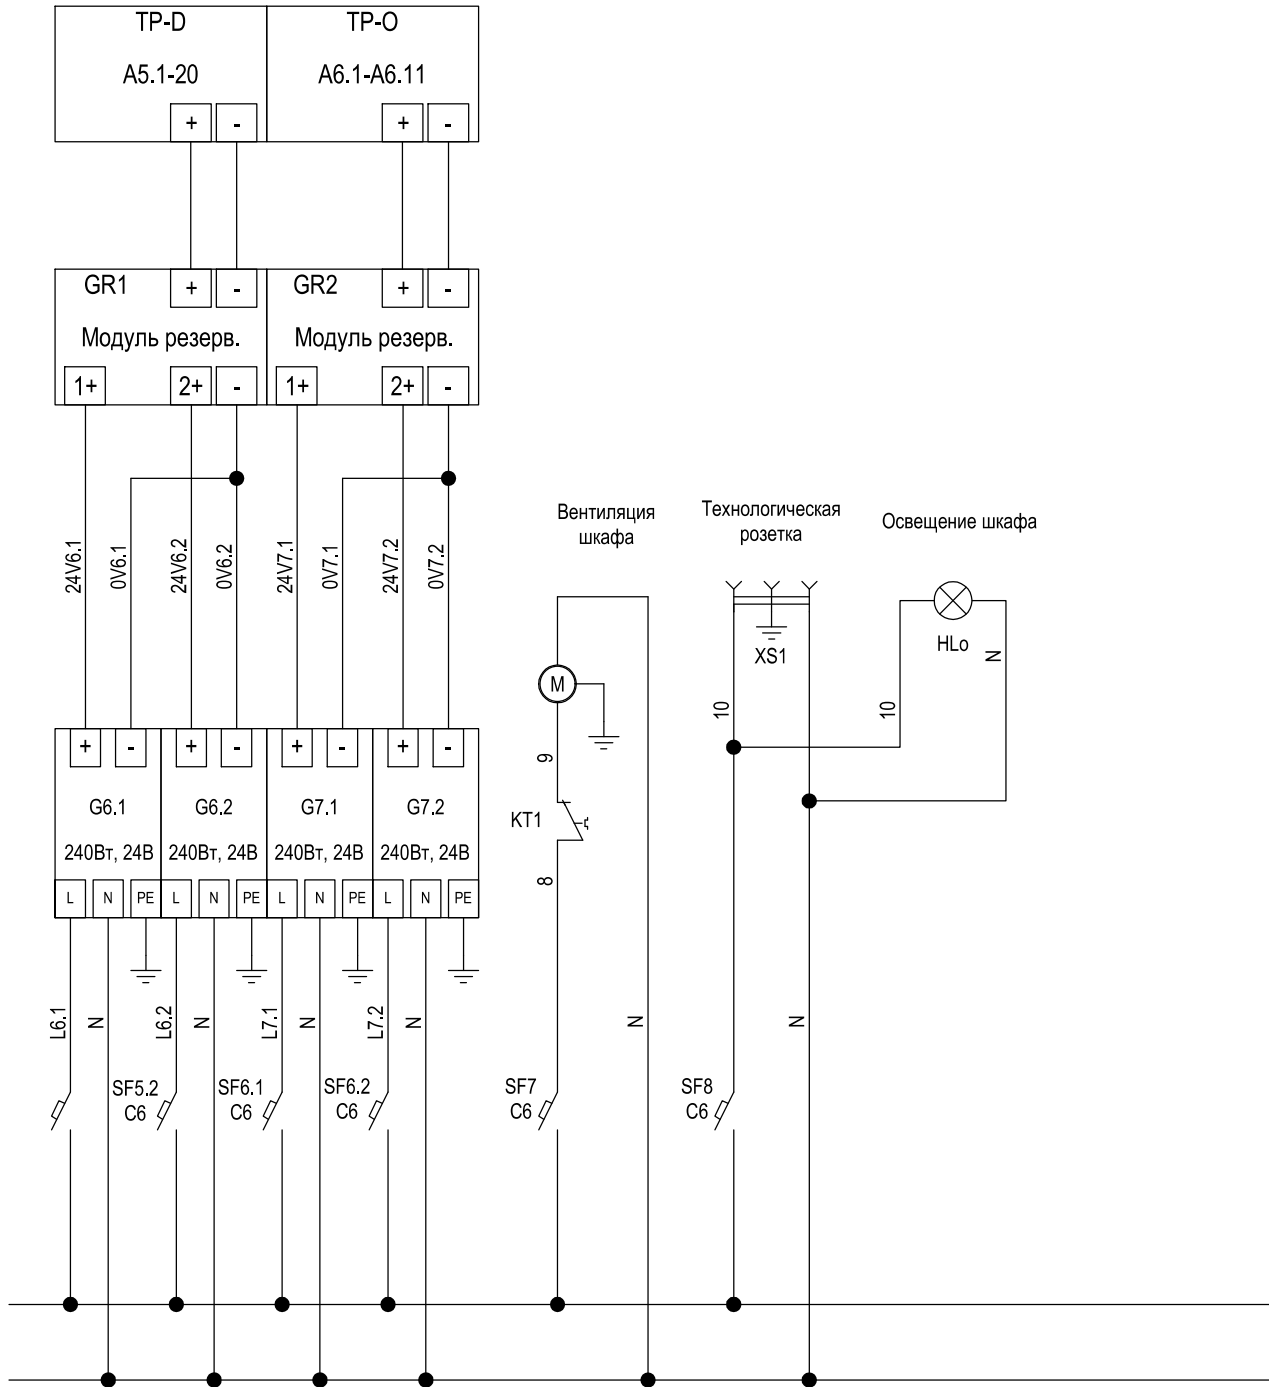 TP-D
TP-O
A5.1-20
A6.1-A6.11
+ - + -
GR1 + - GR2 + -
Модуль резерв.
Модуль резерв.
1+ 2+ - 1+ 2+ -
24V6.1
0V6.1
24V6.2
0V6.2
24V7.1
0V7.1
24V7.2
0V7.2
Вентиляция
шкафа
Технологическая
розетка
Освещение шкафа
XS1
HLo
N
M
10
10
9
KT1
8
+ - + - + - + -
G6.1
G6.2
G7.1
G7.2
240Вт, 24В
240Вт, 24В
240Вт, 24В
240Вт, 24В
L N PE L N PE L N PE L N PE
L6.1
N
L6.2
N
L7.1
N
L7.2
N
N
N
SF5.2
C6
SF6.1
C6
SF6.2
C6
SF7
C6
SF8
C6